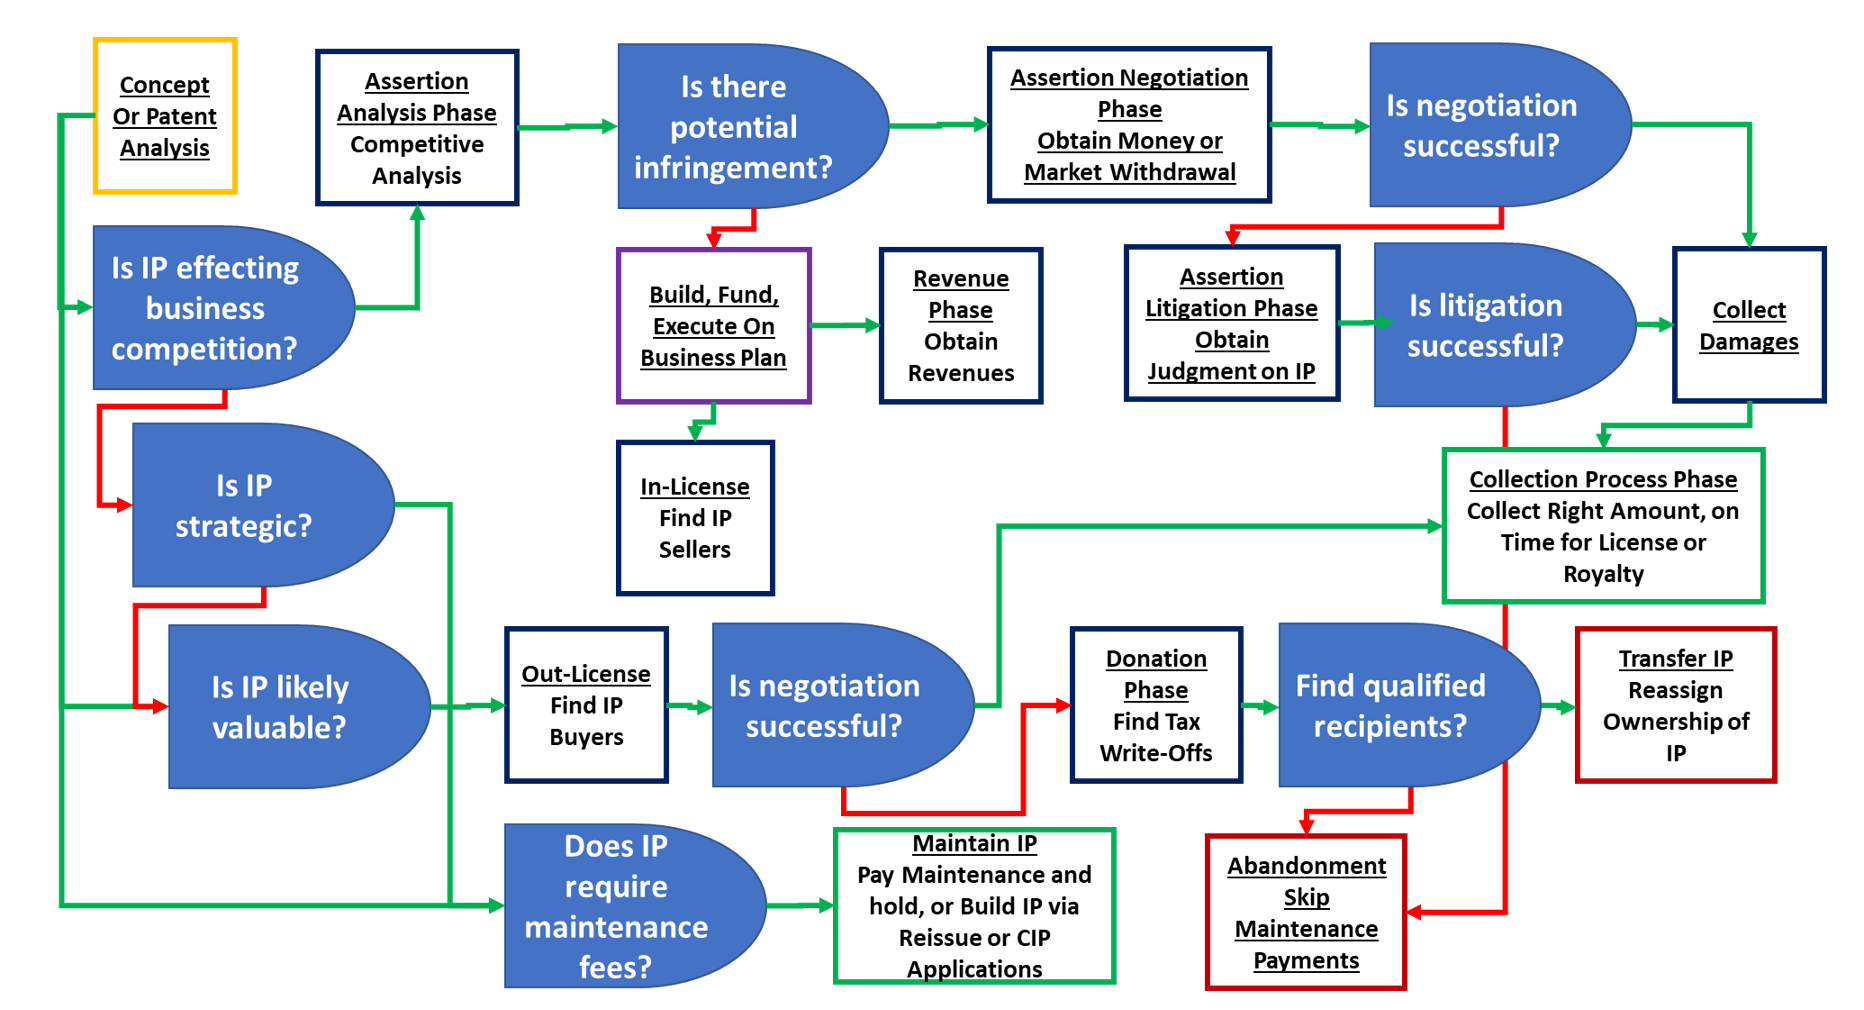 Concept
Or Patent
Analysis
Assertion
Analysis Phase
Competitive
Analysis
Is there
potential
infringement?
Assertion Negotiation
Phase
Obtain Money or
Market Withdrawal
Is negotiation
successful?
Is IP effecting
business
competition?
Build, Fund,
Execute On
Business Plan
Revenue
Phase
Obtain
Revenues
Assertion
Litigation Phase
Obtain
Judgment on IP
Is litigation
successful?
Collect
Damages
Is IP
strategic?
In-License
Find IP
Sellers
Collection Process Phase
Collect Right Amount, on
Time for License or
Royalty
Is IP likely
valuable?
Out-License
Find IP
Buyers
Is negotiation
successful?
Donation
Phase
Find Tax
Write-Offs
Find qualified
recipients?
Transfer IP
Reassign
Ownership of
IP
Does IP
require
maintenance
fees?
Maintain IP
Pay Maintenance and
hold, or Build IP via
Reissue or CIP
Applications
Abandonment
Skip
Maintenance
Payments